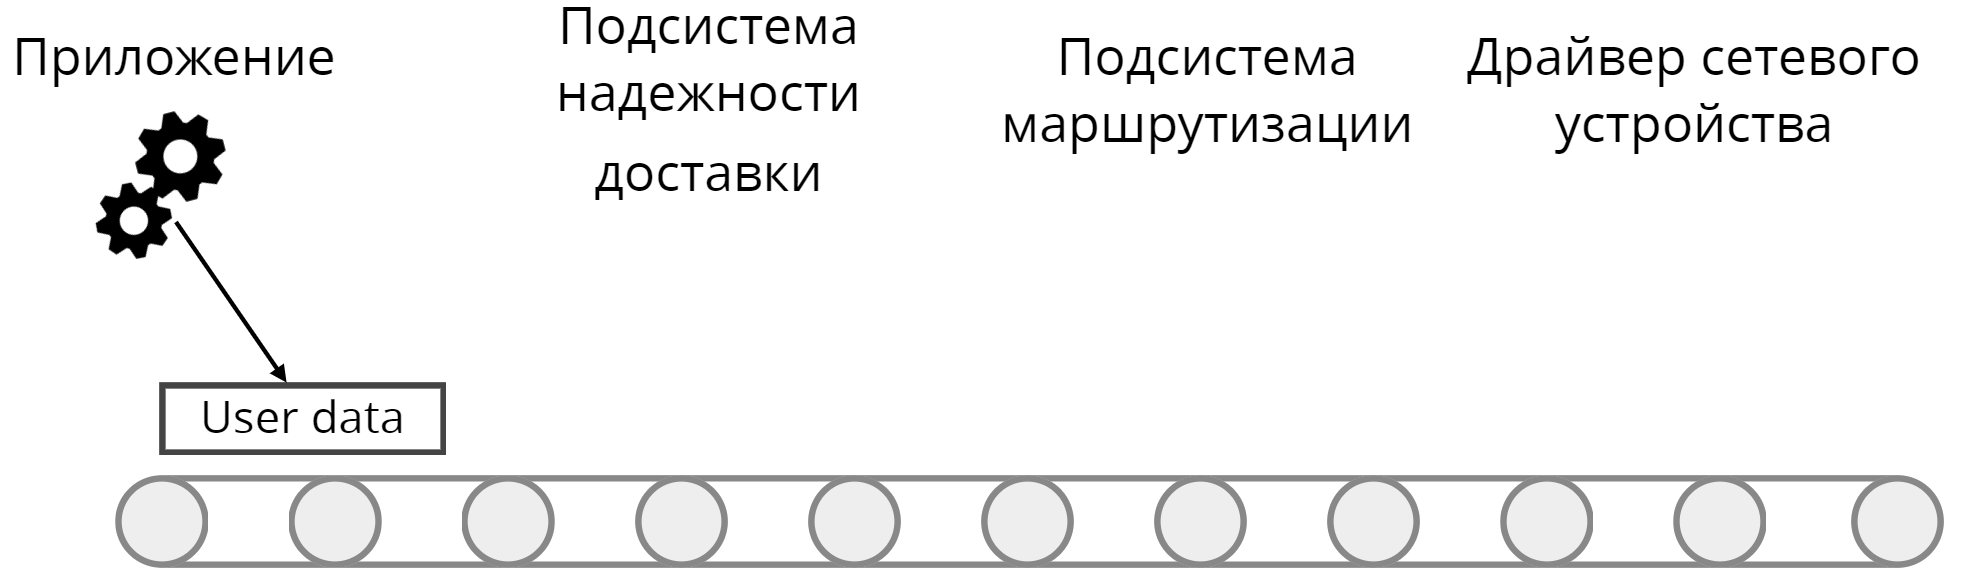 Приложение
Подсистема
надежности
доставки
Подсистема
маршрутизации
Драйвер сетевого
устройства
User data